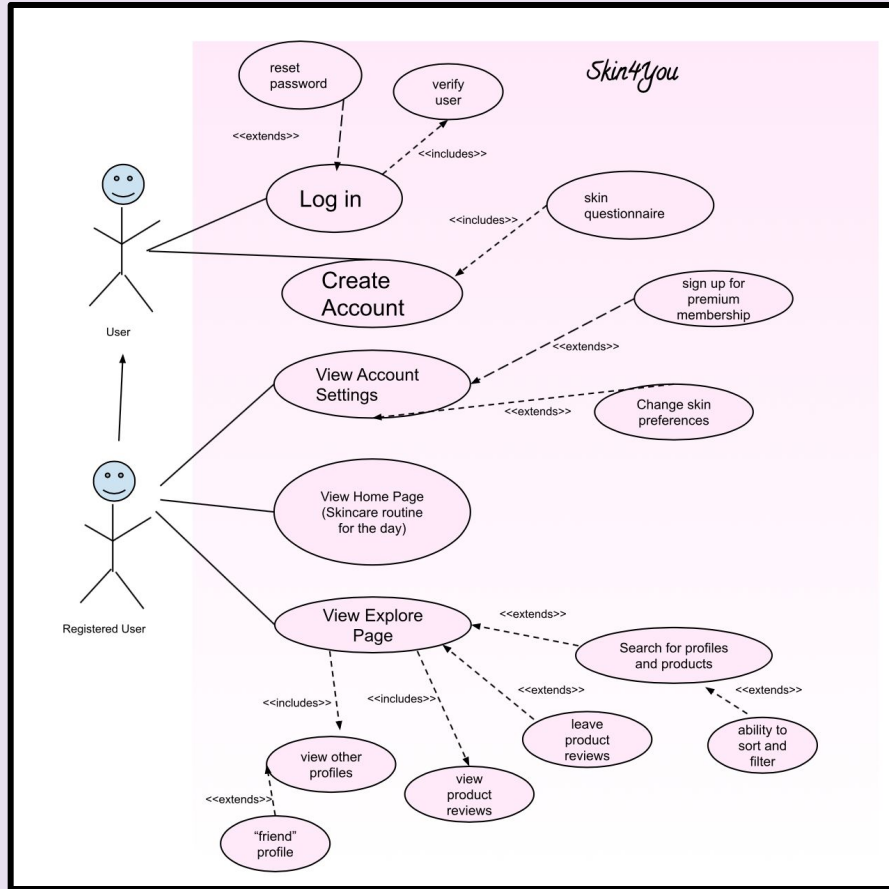 Skin4You
reset
password
verify
user
<<extends>>
<<includes>>
Log in
skin
questionnaire
<<includes>>
Create
Account
sign up for
premium
membership
User
<<extends>>
View Account
Settings
Change skin
preferences
<<extends>>
View Home Page
(Skincare routine
for the day)
Registered User
View Explore
Page
<<extends>>
Search for profiles
and products
<<includes>>
<<includes>>
<<extends>>
<<extends>>
leave
product
reviews
ability to
sort and
filter
view other
profiles
view
product
reviews
<<extends>>
“friend”
profile